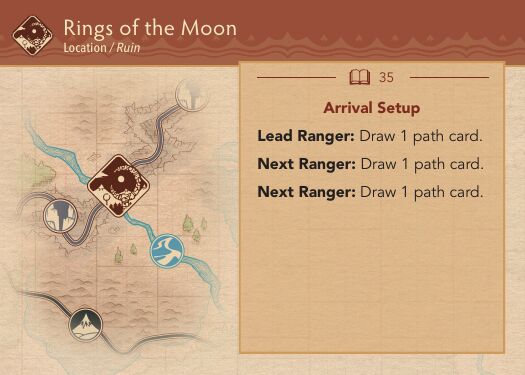 Rings of the Moon
Location / Ruin
35
Arrival Setup
Lead Ranger: Draw 1 path card.
Next Ranger: Draw 1 path card.
Next Ranger: Draw 1 path card.